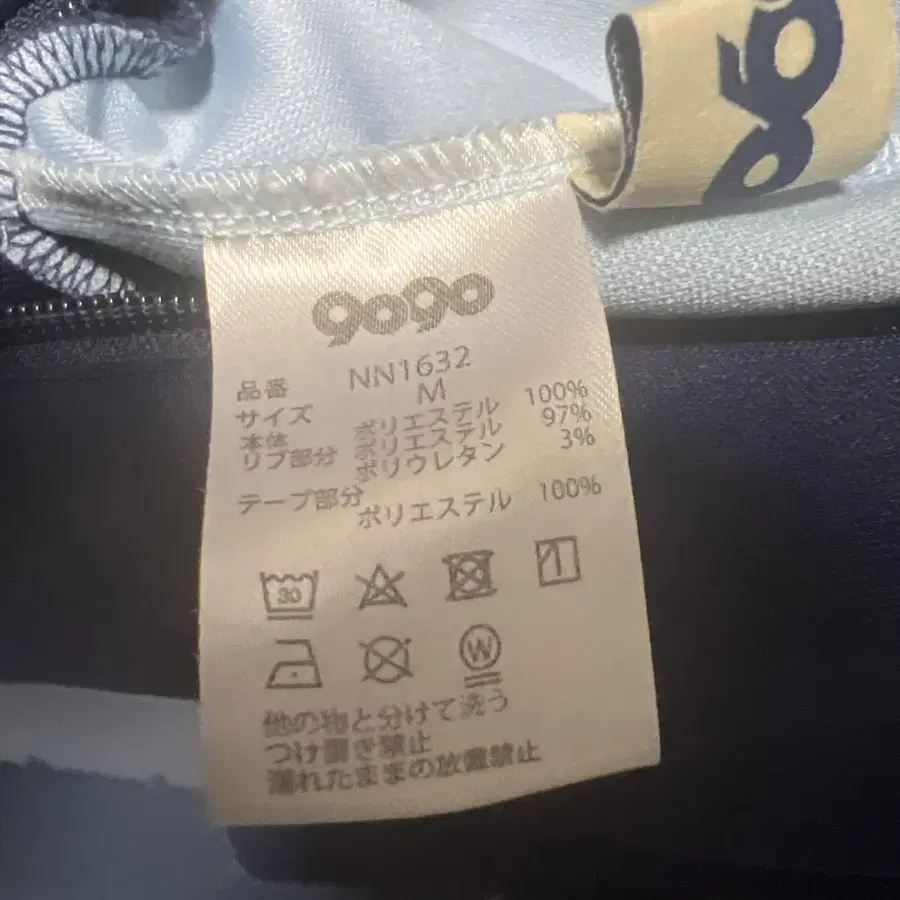 9090
9090
品番 NN1632
サイズ M
本体 ポリエステル 100%
リブ部分 ポリエステル 97%
ポリウレタン 3%
テープ部分
ポリエステル 100%
30
W
他の物と分けて洗う
つけ置き禁止
濡れたままの放置禁止